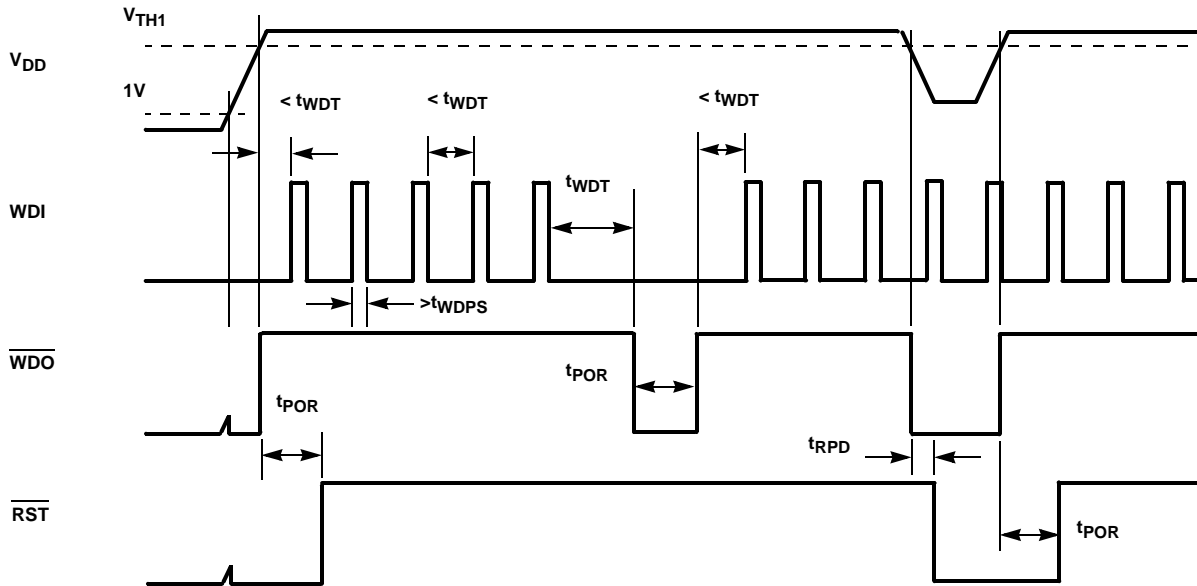 VTH1
VDD
1V
< tWDT
< tWDT
< tWDT
tWDT
WDI
>tWDPS
WDO
tPOR
tPOR
tRPD
RST
tPOR